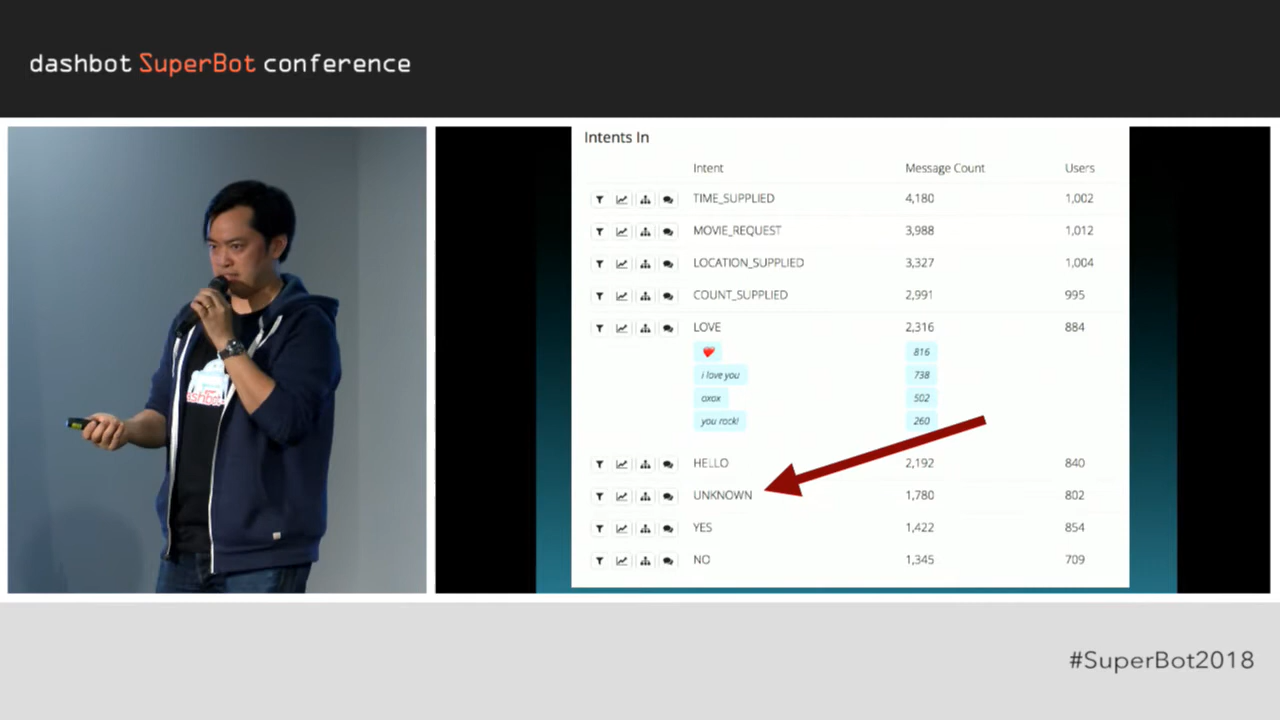 dashbot SuperBot conference
Intents In
Intent Message Count Users
TIME_SUPPLIED 4,180 1,002
MOVIE_REQUEST 3,988 1,012
LOCATION_SUPPLIED 3,327 1,004
COUNT_SUPPLIED 2,991 995
LOVE 2,316 884
816
i love you 738
oxox 502
you rock! 260
HELLO 2,192 840
UNKNOWN 1,780 802
YES 1,422 854
NO 1,345 709
#SuperBot2018